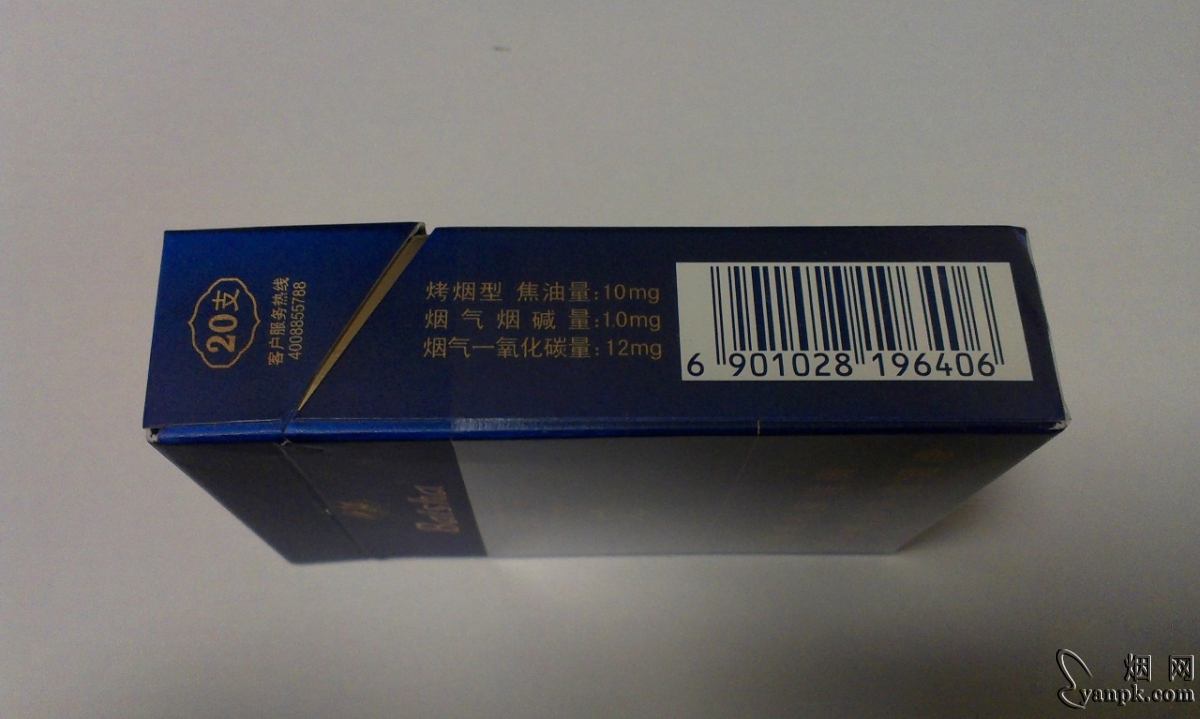 20支
客户服务热线
4008855788
烤烟型 焦油量:10mg
烟气烟碱量:1.0mg
烟气一氧化碳量:12mg
6 901028 196406
Baisha
烟网
yanpk.com